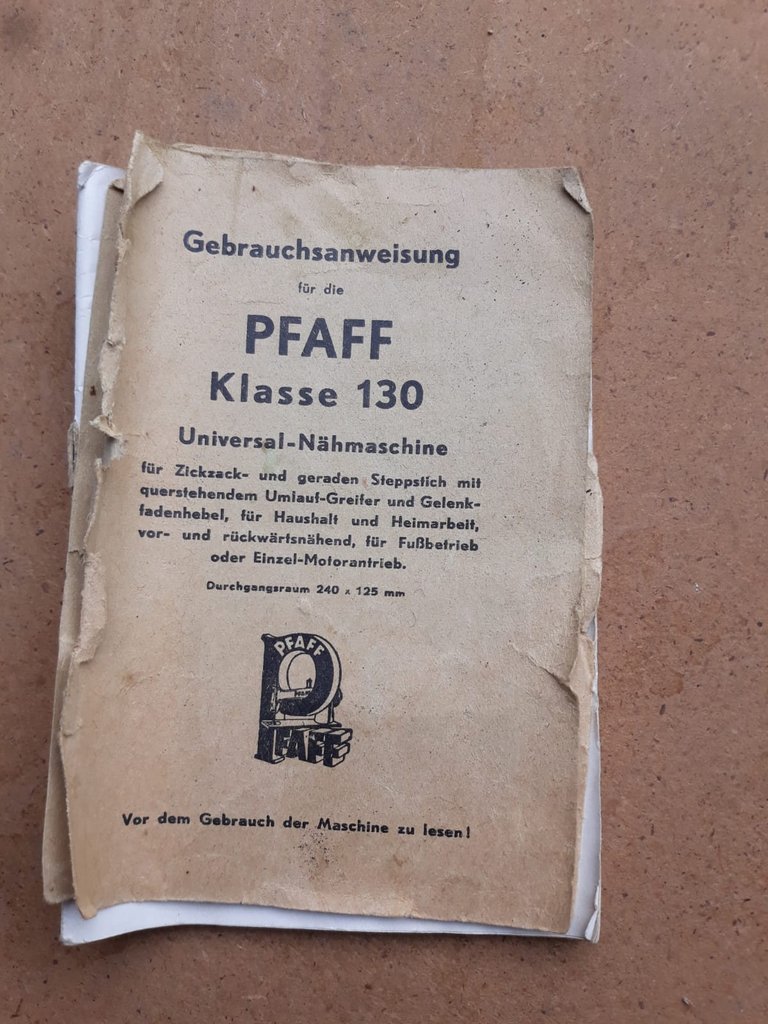 Gebrauchsanweisung
für die
PFAFF
Klasse 130
Universal-Nähmaschine
für Zickzack- und geraden Steppstich mit
querstehendem Umlauf-Greifer und Gelenk-
fadenhebel, für Haushalt und Heimarbeit,
vor- und rückwärtsnähend, für Fußbetrieb
oder Einzel-Motorantrieb.
Durchgangsraum 240 x 125 mm
PFAFF
PFAFF
Vor dem Gebrauch der Maschine zu lesen!